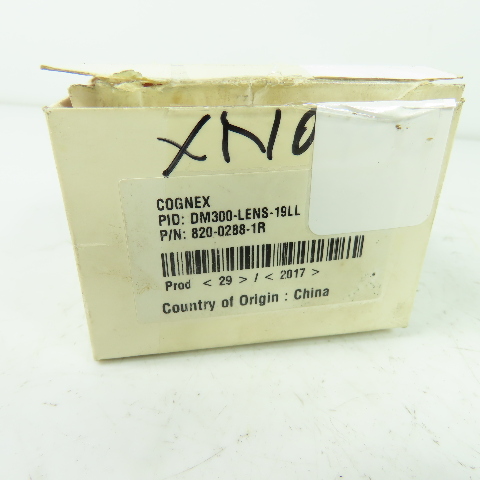 XNO
COGNEX
PID: DM300-LENS-19LL
P/N: 820-0288-1R
Prod < 29 > / < 2017 >
Country of Origin : China